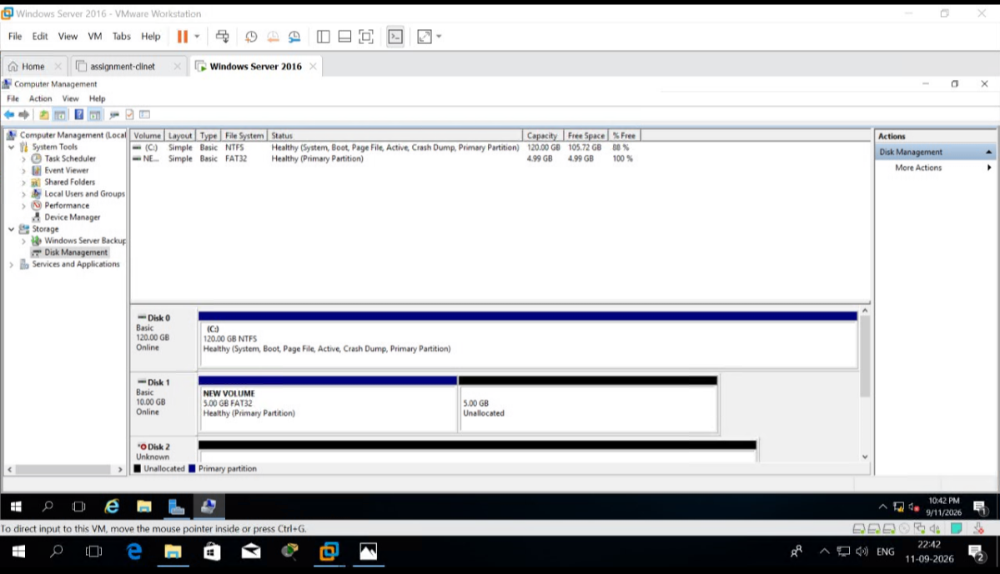 Windows Server 2016 - VMware Workstation
File Edit View VM Tabs Help
Home assignment-clinet Windows Server 2016
Computer Management
File Action View Help
Computer Management (Local
System Tools
Task Scheduler
Event Viewer
Shared Folders
Local Users and Groups
Performance
Device Manager
Storage
Windows Server Backup
Disk Management
Services and Applications
Volume Layout Type File System Status Capacity Free Space % Free
(C:) Simple Basic NTFS Healthy (System, Boot, Page File, Active, Crash Dump, Primary Partition) 120.00 GB 105.72 GB 88 %
NE... Simple Basic FAT32 Healthy (Primary Partition) 4.99 GB 4.99 GB 100 %
Disk 0
Basic
120.00 GB
Online
(C:)
120.00 GB NTFS
Healthy (System, Boot, Page File, Active, Crash Dump, Primary Partition)
Disk 1
Basic
10.00 GB
Online
NEW VOLUME
5.00 GB FAT32
Healthy (Primary Partition)
5.00 GB
Unallocated
Disk 2
Unknown
Unallocated Primary partition
Actions
Disk Management
More Actions
10:42 PM
9/11/2026
1
To direct input to this VM, move the mouse pointer inside or press Ctrl+G.
ENG
22:42
11-09-2026
2